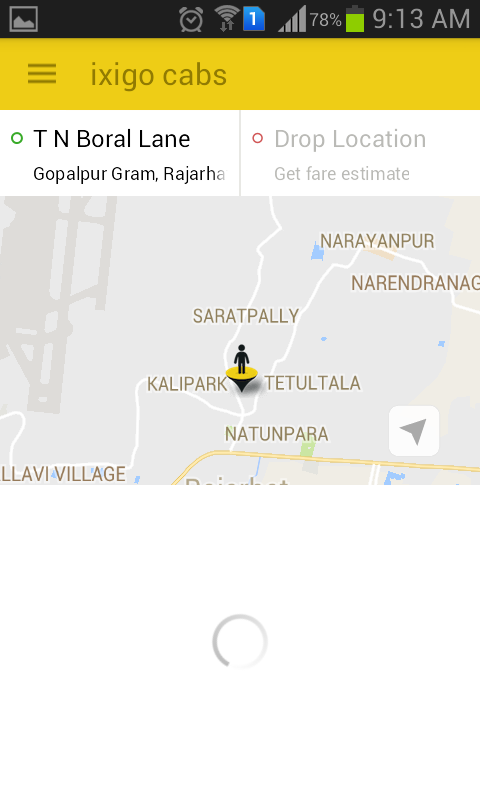 1 78% 9:13 AM
ixigo cabs
T N Boral Lane
Gopalpur Gram, Rajarha
Drop Location
Get fare estimate
NARAYANPUR
NARENDRANAG
SARATPALLY
KALIPARK
TETULTALA
NATUNPARA
LLAVI VILLAGE
Rajarhat